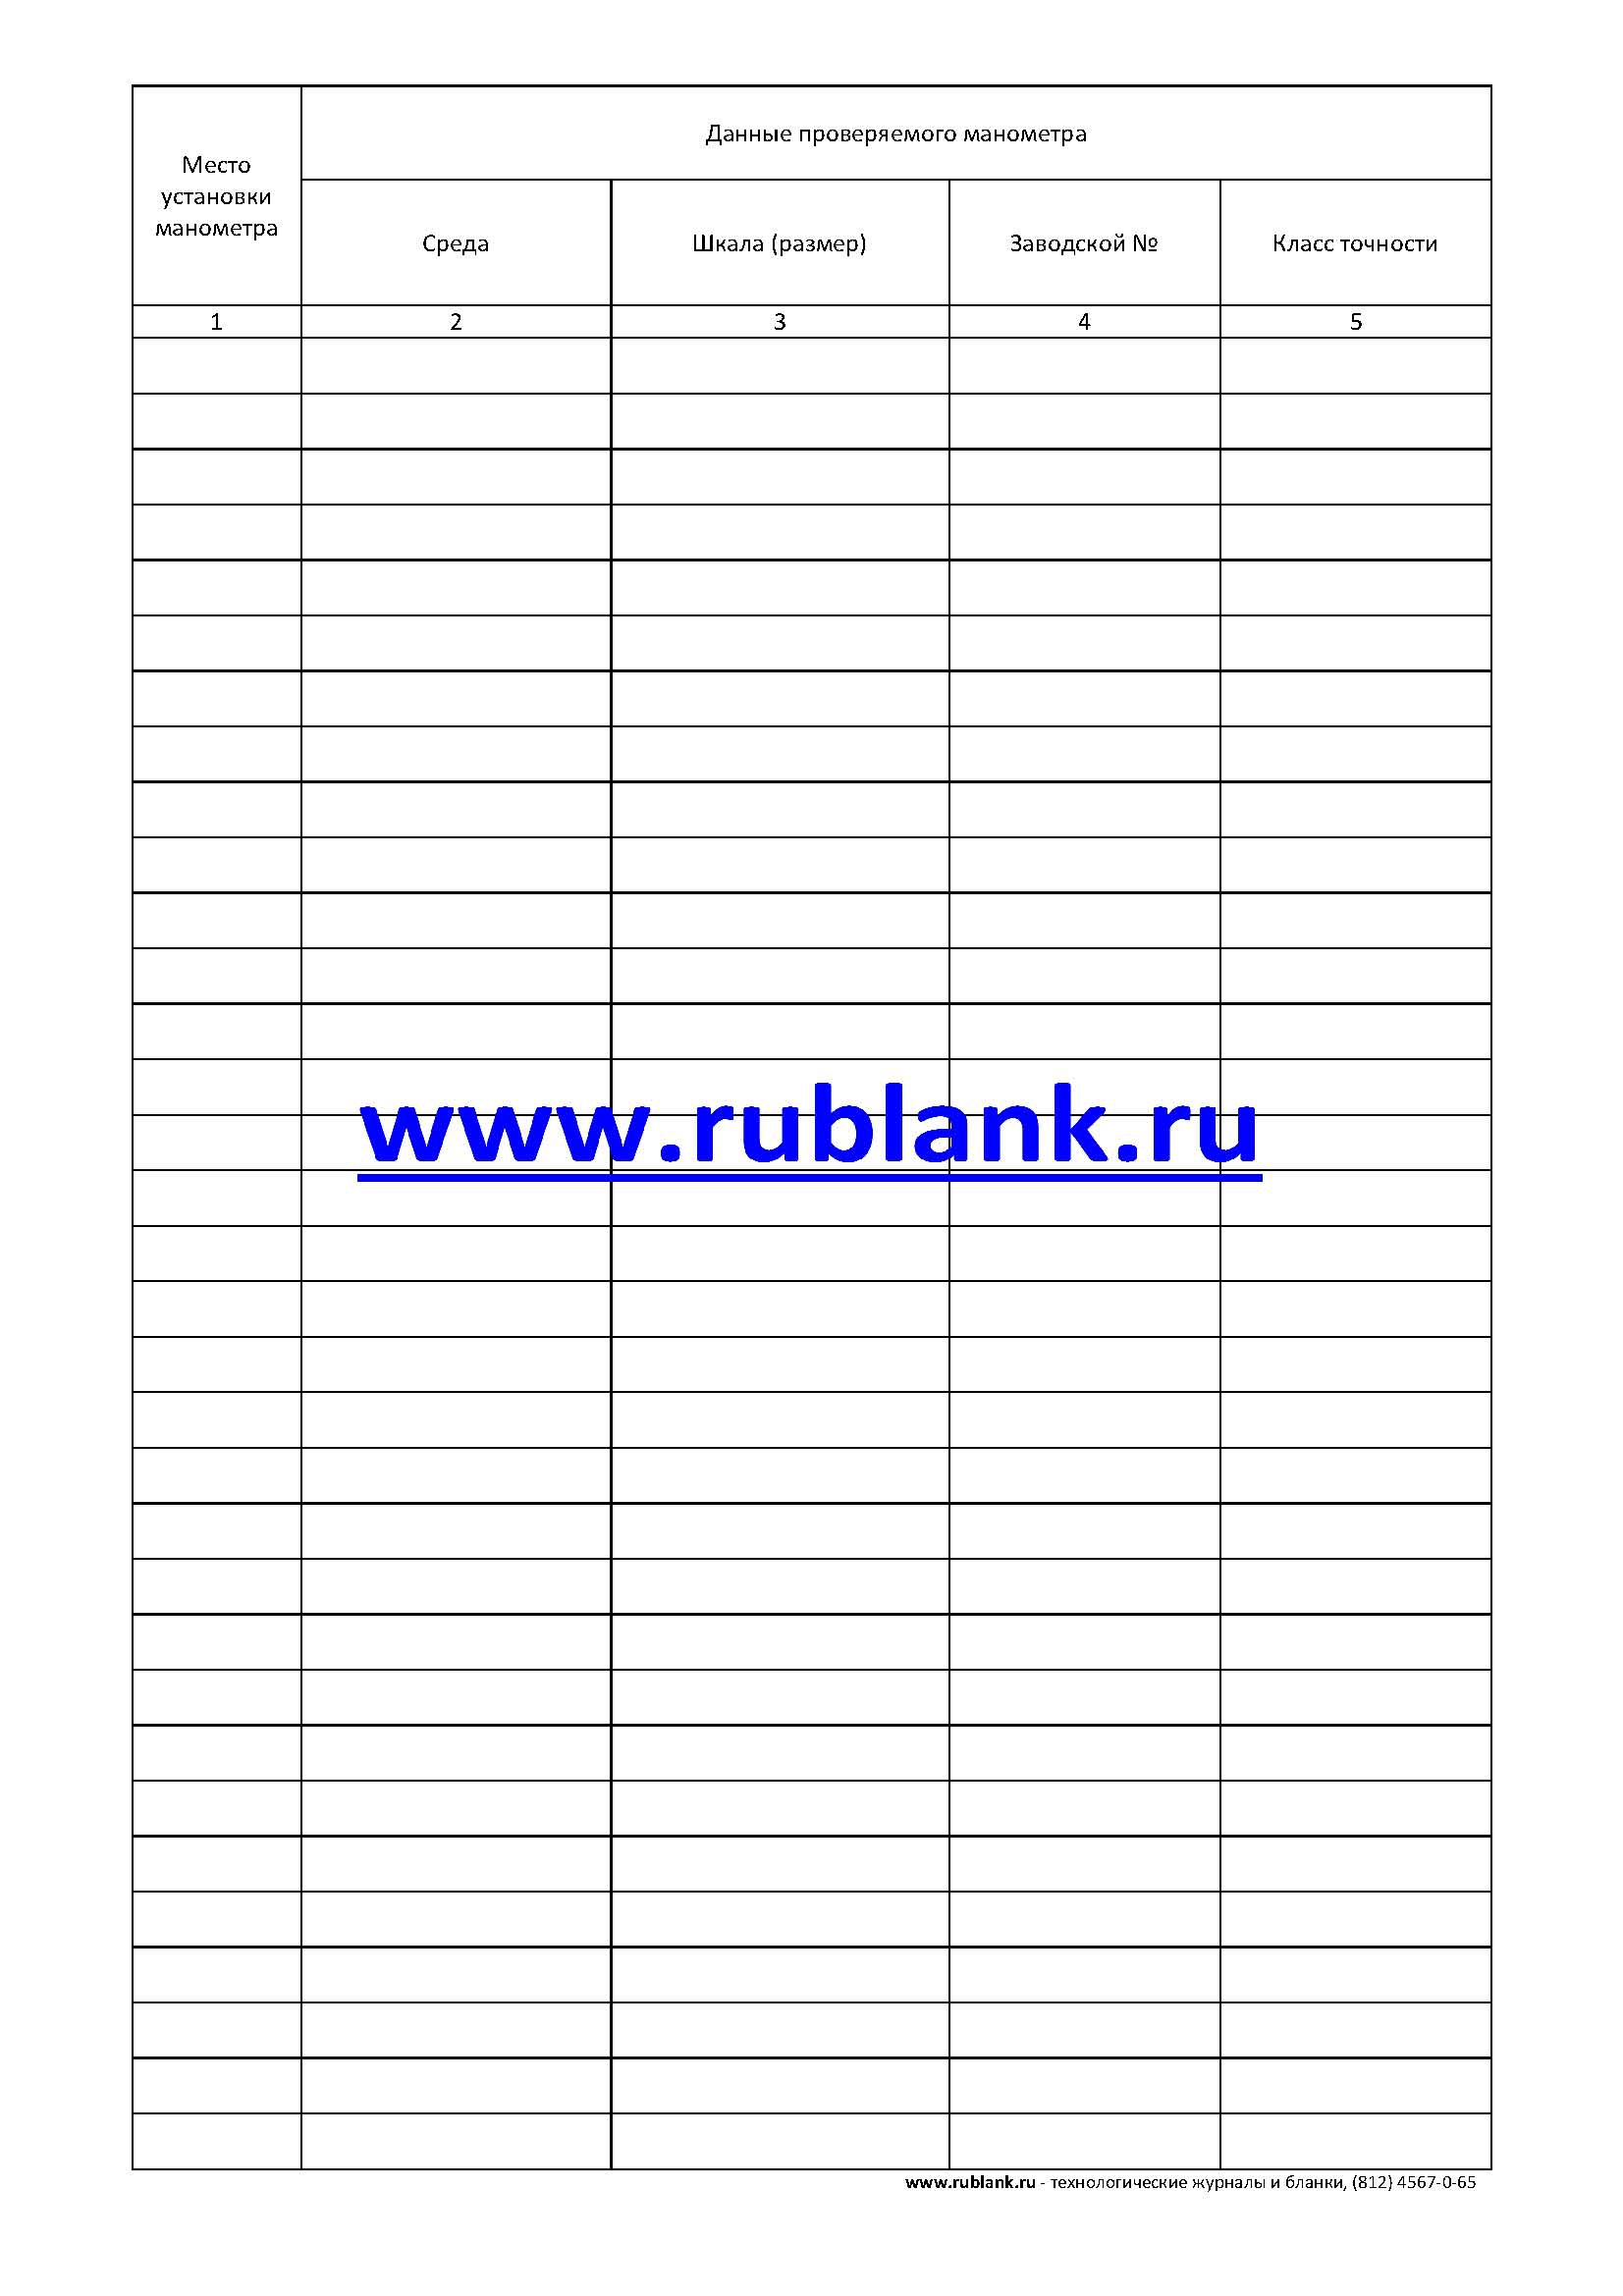 Место
установки
манометра
Данные проверяемого манометра
Среда
Шкала (размер)
Заводской №
Класс точности
1 2 3 4 5
www.rublank.ru
www.rublank.ru - технологические журналы и бланки, (812) 4567-0-65